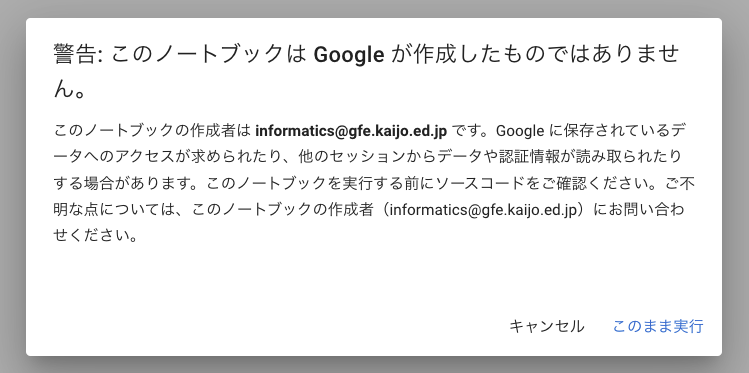 警告: このノートブックは Google が作成したものではありませ
ん。
このノートブックの作成者は informatics@gfe.kaijo.ed.jp です。Google に保存されているデ
ータへのアクセスが求められたり、他のセッションからデータや認証情報が読み取られたり
する場合があります。このノートブックを実行する前にソースコードをご確認ください。ご不
明な点については、このノートブックの作成者（informatics@gfe.kaijo.ed.jp）にお問い合わ
せください。
キャンセル このまま実行